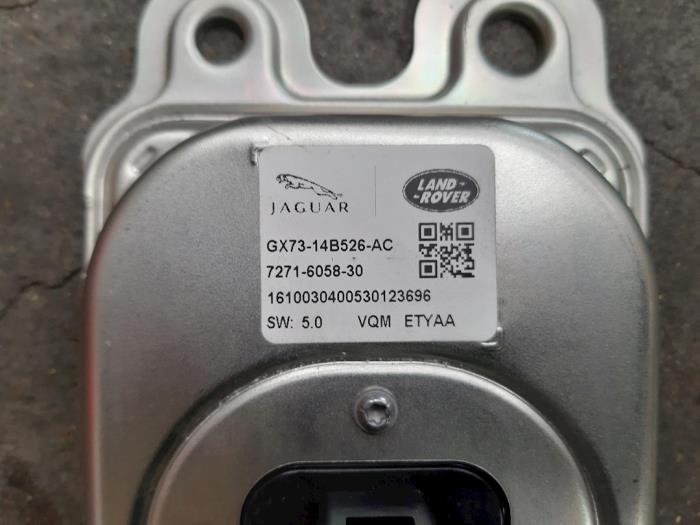 JAGUAR
LAND-
-ROVER
GX73-14B526-AC
7271-6058-30
1610030400530123696
SW: 5.0 VQM ETYAA